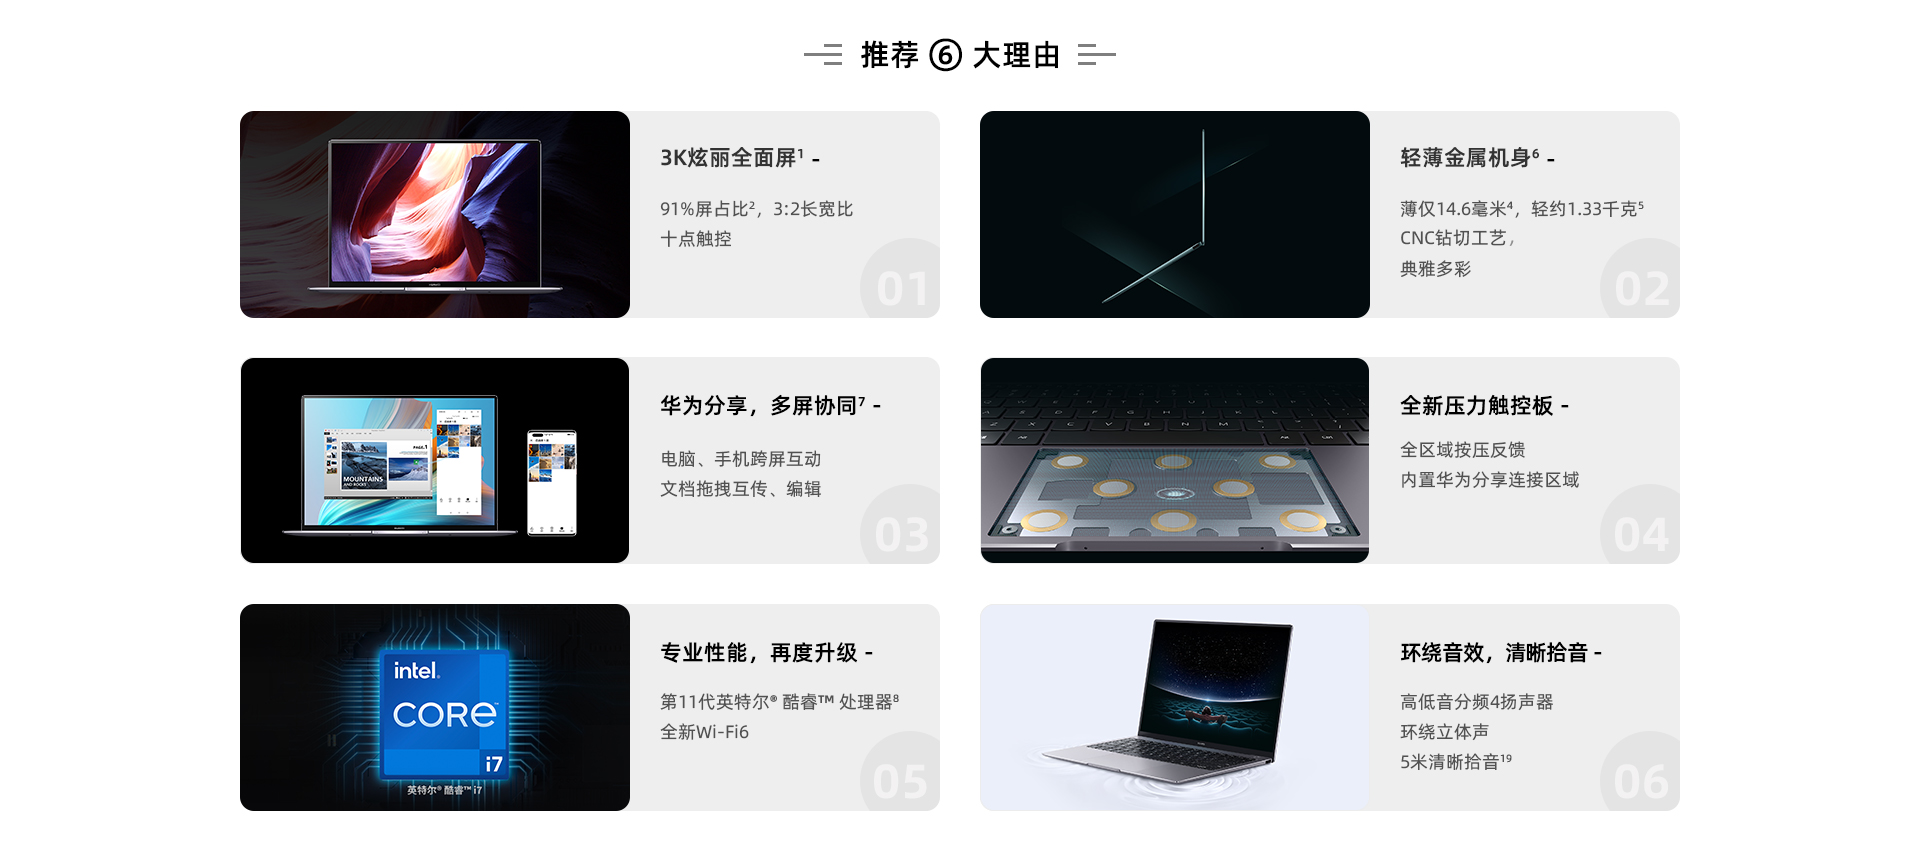 推荐 ⑥ 大理由
3K炫丽全面屏¹ -
91%屏占比²，3:2长宽比
十点触控
01
轻薄金属机身⁶ -
薄仅14.6毫米⁴，轻约1.33千克⁵
CNC钻切工艺，
典雅多彩
02
华为分享，多屏协同⁷ -
电脑、手机跨屏互动
文档拖拽互传、编辑
03
PAGE.1
MOUNTAINS
AND ROCKS
全新压力触控板 -
全区域按压反馈
内置华为分享连接区域
04
intel.
CORE™
i7
英特尔® 酷睿™ i7
专业性能，再度升级 -
第11代英特尔® 酷睿™ 处理器⁸
全新Wi-Fi6
05
环绕音效，清晰拾音 -
高低音分频4扬声器
环绕立体声
5米清晰拾音¹⁹
06